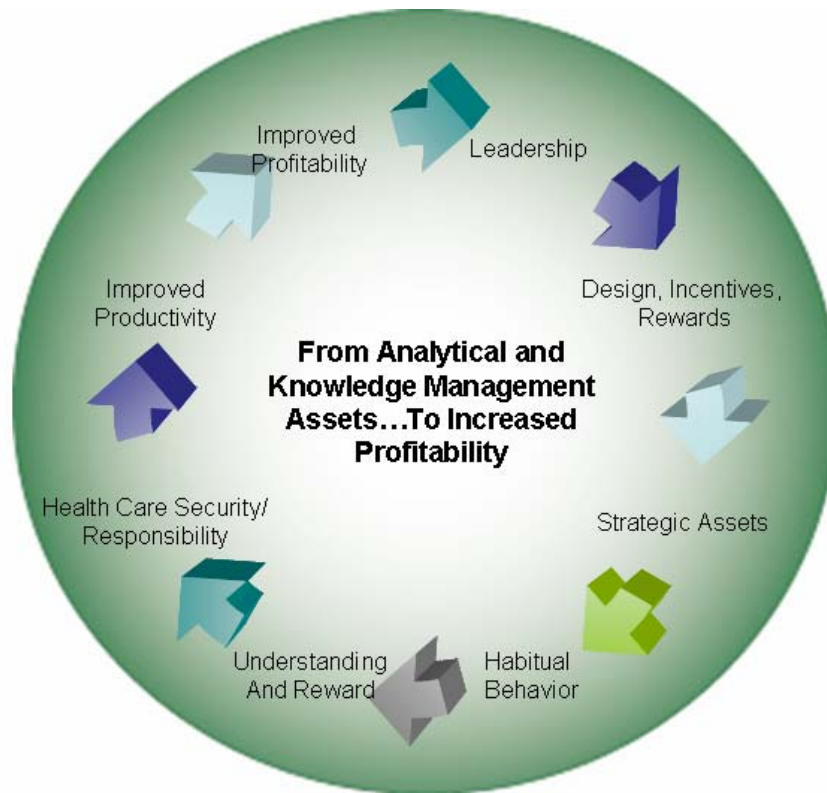 Improved
Profitability
Leadership
Improved
Productivity
Design, Incentives,
Rewards
From Analytical and
Knowledge Management
Assets...To Increased
Profitability
Health Care Security/
Responsibility
Strategic Assets
Understanding
And Reward
Habitual
Behavior